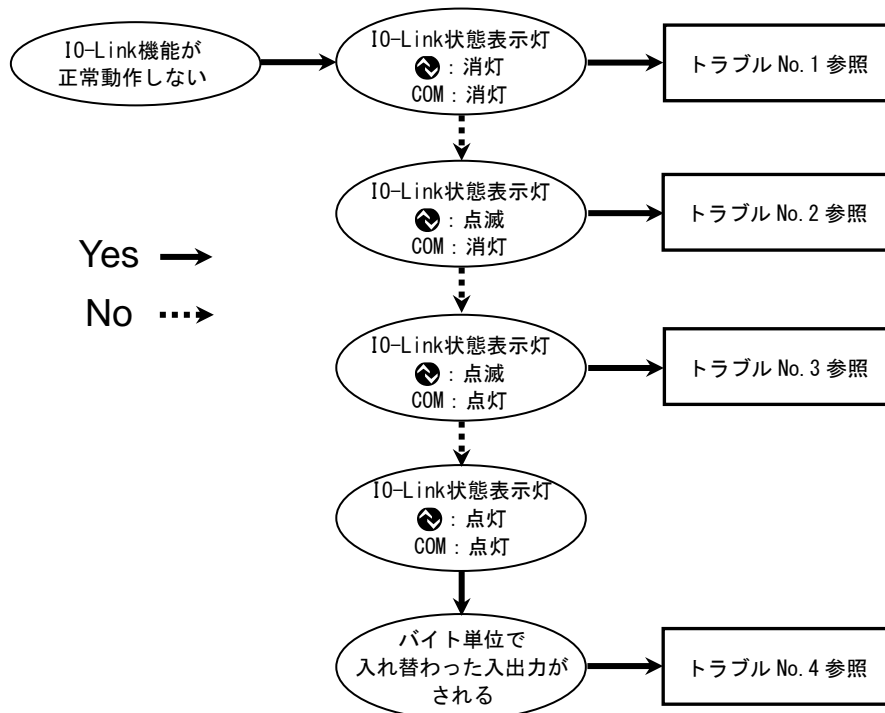 IO-Link機能が
正常動作しない
IO-Link状態表示灯
：消灯
COM：消灯
トラブル No.1 参照
IO-Link状態表示灯
：点滅
COM：消灯
トラブル No.2 参照
Yes
No
IO-Link状態表示灯
：点滅
COM：点灯
トラブル No.3 参照
IO-Link状態表示灯
：点灯
COM：点灯
バイト単位で
入れ替わった入出力が
される
トラブル No.4 参照